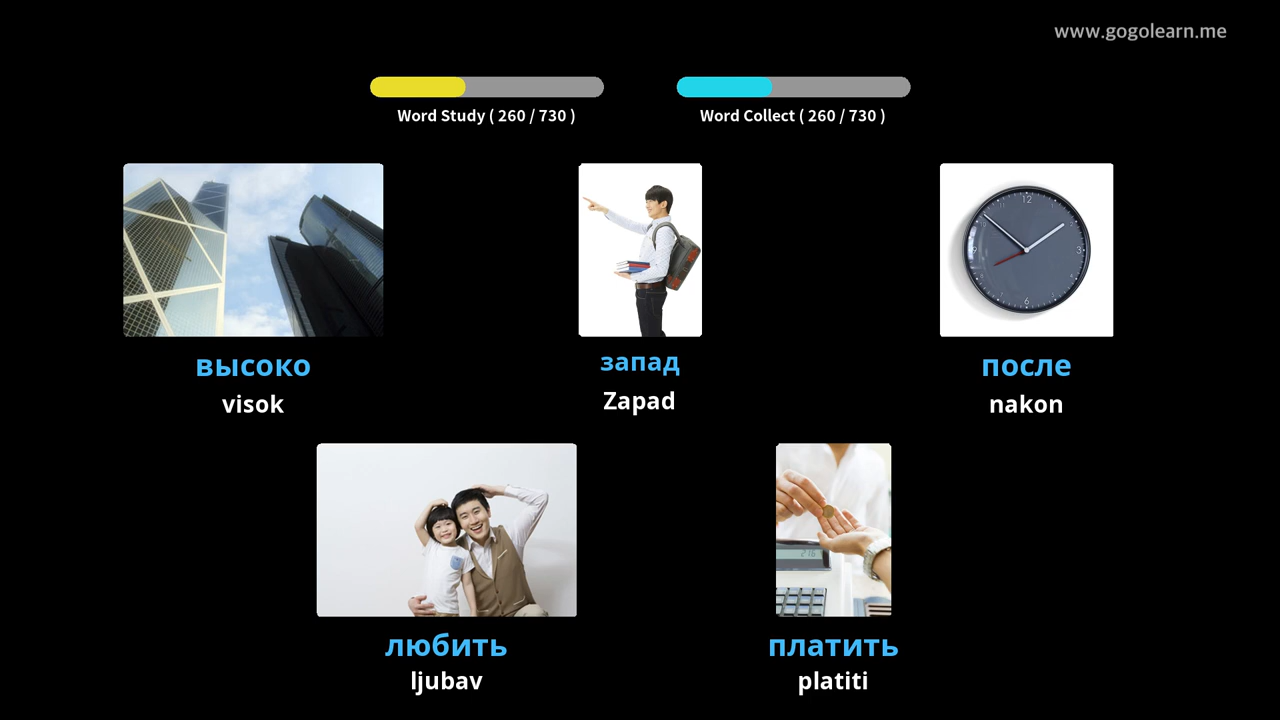 www.gogolearn.me
Word Study ( 260 / 730 )
Word Collect ( 260 / 730 )
высоко
visok
запад
Zapad
после
nakon
любить
ljubav
платить
platiti